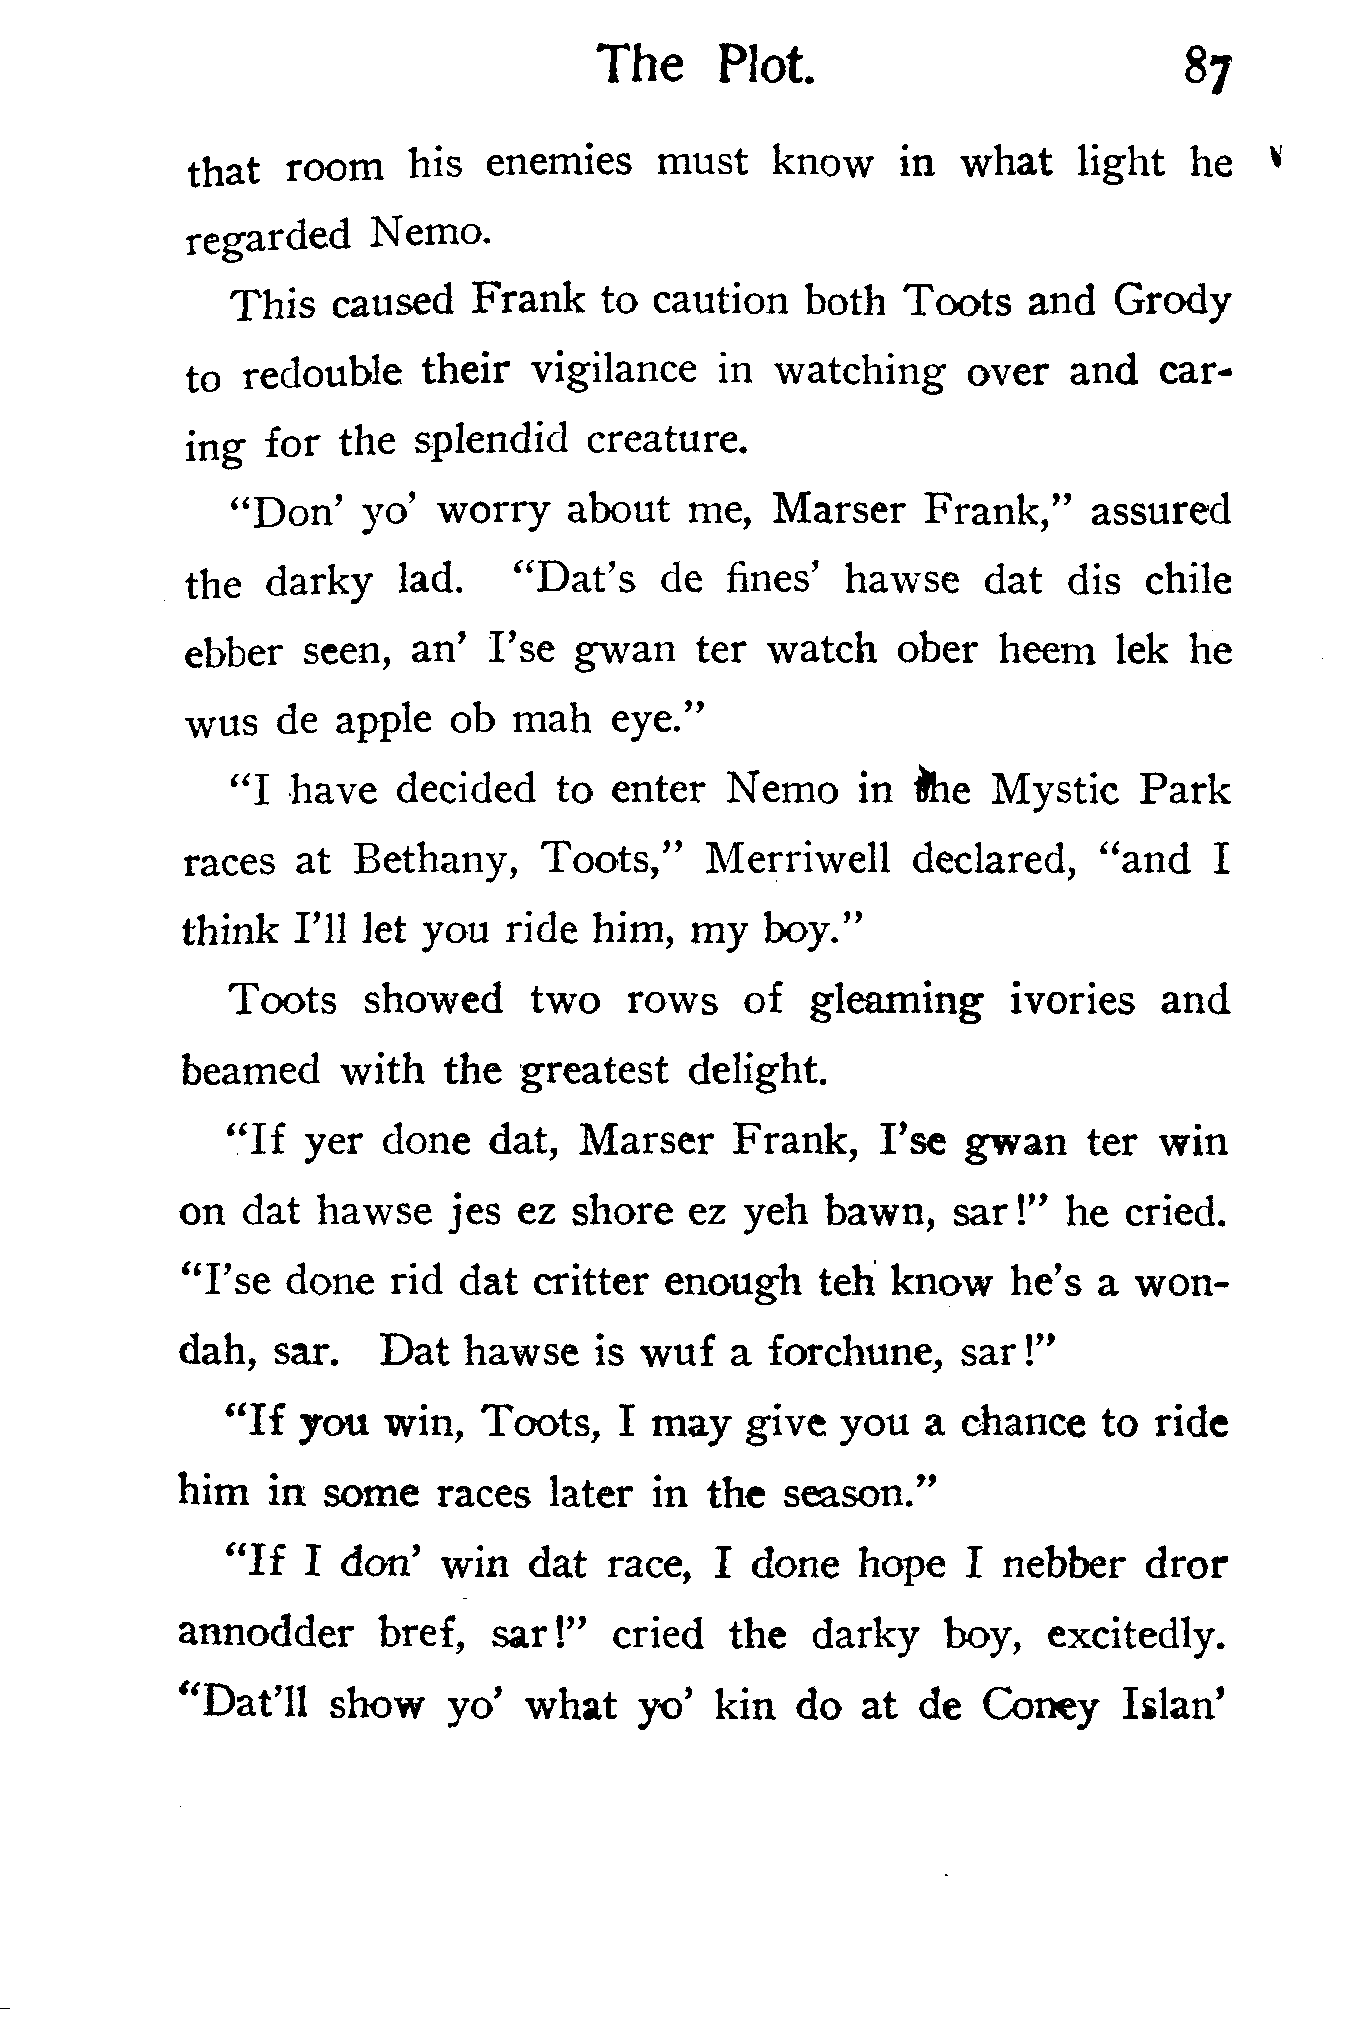 The Plot. 87
that room his enemies must know in what light he
regarded Nemo.
This caused Frank to caution both Toots and Grody
to redouble their vigilance in watching over and car-
ing for the splendid creature.
“Don’ yo’ worry about me, Marser Frank,” assured
the darky lad. “Dat’s de fines’ hawse dat dis chile
ebber seen, an’ I’se gwan ter watch ober heem lek he
wus de apple ob mah eye.”
“I have decided to enter Nemo in the Mystic Park
races at Bethany, Toots,” Merriwell declared, “and I
think I’ll let you ride him, my boy.”
Toots showed two rows of gleaming ivories and
beamed with the greatest delight.
“If yer done dat, Marser Frank, I’se gwan ter win
on dat hawse jes ez shore ez yeh bawn, sar!” he cried.
“I’se done rid dat critter enough teh know he’s a won-
dah, sar. Dat hawse is wuf a forchune, sar!”
“If you win, Toots, I may give you a chance to ride
him in some races later in the season.”
“If I don’ win dat race, I done hope I nebber dror
annodder bref, sar!” cried the darky boy, excitedly.
“Dat’ll show yo’ what yo’ kin do at de Coney Islan’